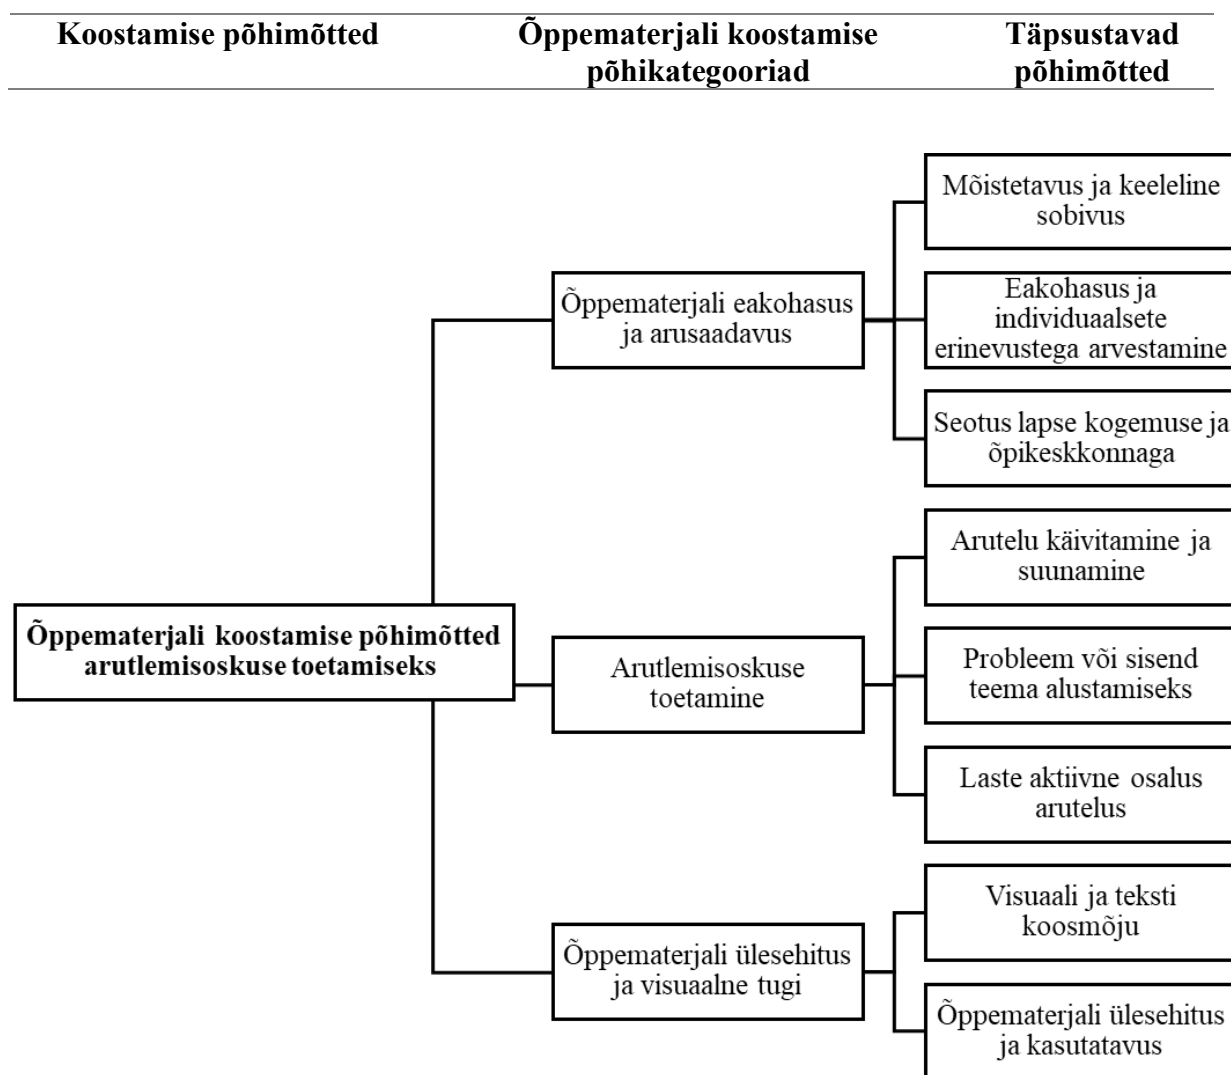 Koostamise põhimõtted
Õppematerjali koostamise
põhikategooriad
Täpsustavad
põhimõtted
Õppematerjali koostamise põhimõtted
arutlemisoskuse toetamiseks
Õppematerjali eakohasus
ja arusaadavus
Mõistetavus ja keeleline
sobivus
Eakohasus ja
individuaalsete
erinevustega arvestamine
Seotus lapse kogemuse ja
õpikeskkonnaga
Arutlemisoskuse
toetamine
Arutelu käivitamine ja
suunamine
Probleem või sisend
teema alustamiseks
Laste aktiivne osalus
arutelus
Õppematerjali ülesehitus
ja visuaalne tugi
Visuaali ja teksti
koosmõju
Õppematerjali ülesehitus
ja kasutatavus